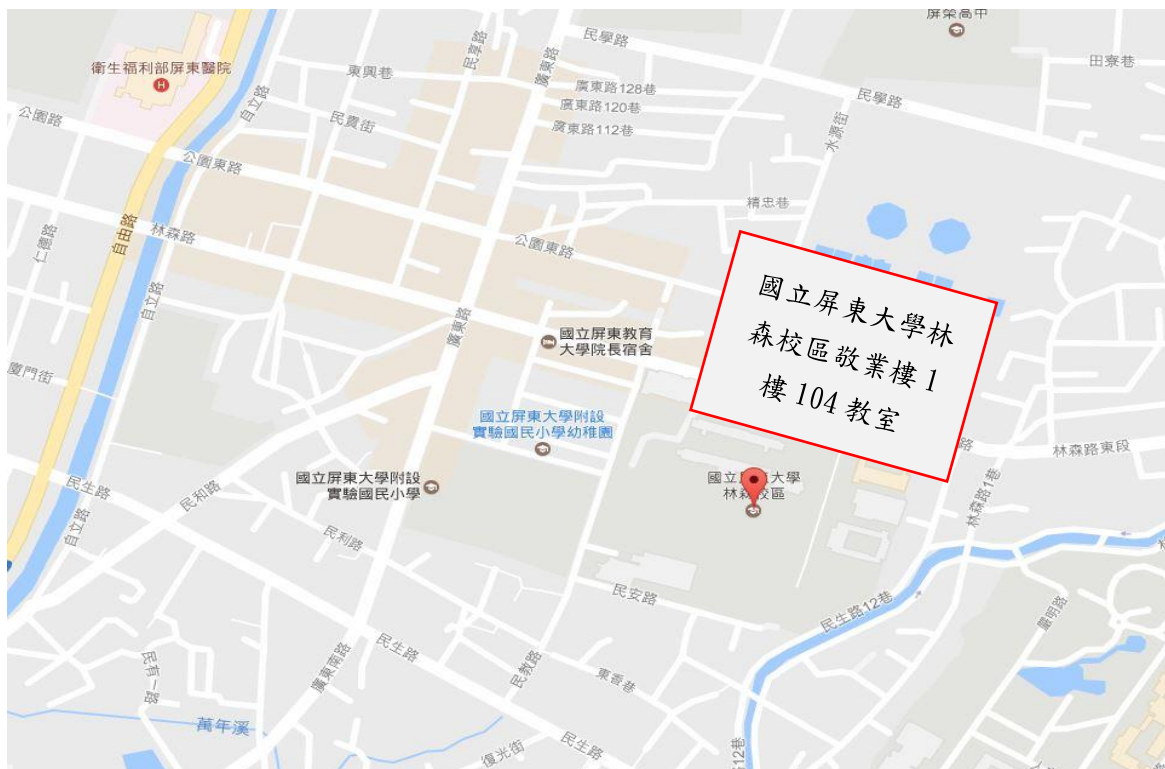 屏榮高中
民學路
田寮巷
衛生福利部屏東醫院
民享路
廣東路
東興巷
廣東路128巷
廣東路120巷
廣東路112巷
民學路
自立路
公園路
民貴街
水源街
公園東路
精忠巷
自由路
林森路
仁德路
公園東路
自立路
國立屏東大學林
森校區敬業樓1
樓104教室
廣東路
國立屏東教育
大學院長宿舍
廈門街
國立屏東大學附設
實驗國民小學幼稚園
路
林森路東段
國立屏東大學附設
實驗國民小學
國立屏東大學
林森校區
民生路
民和路
林森路1巷
自立路
民利路
民安路
民生路12巷
嚴明路
民生路
廣東南路
民教路
東香巷
民有一路
萬年溪
復光街
民生路
12巷